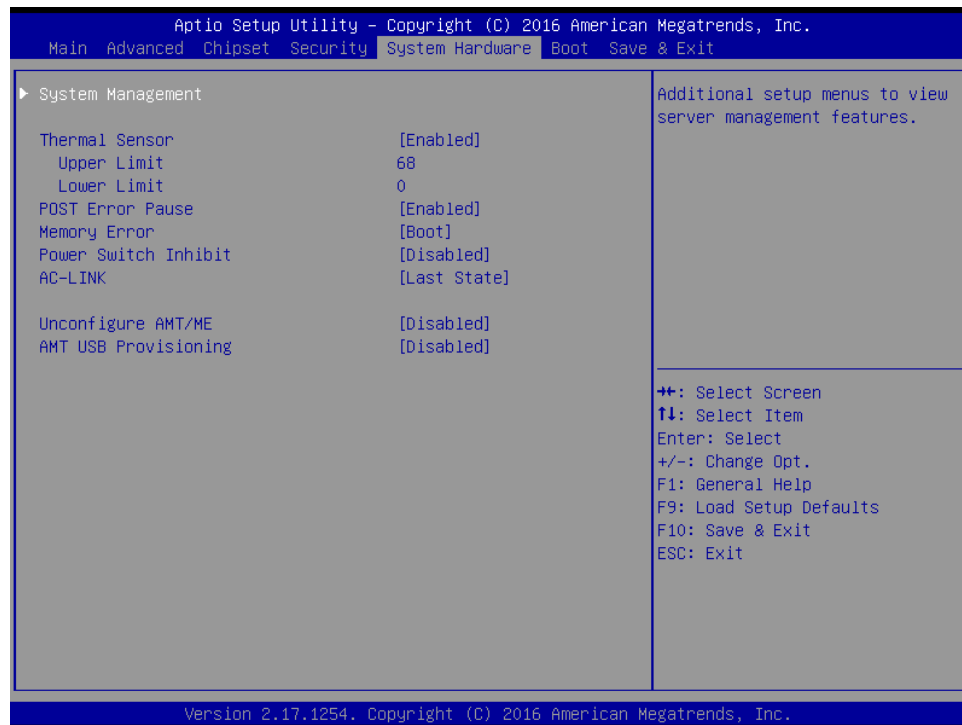 Aptio Setup Utility – Copyright (C) 2016 American Megatrends, Inc.
Main Advanced Chipset Security System Hardware Boot Save & Exit
System Management
Thermal Sensor [Enabled]
Upper Limit 68
Lower Limit 0
POST Error Pause [Enabled]
Memory Error [Boot]
Power Switch Inhibit [Disabled]
AC-LINK [Last State]
Unconfigure AMT/ME [Disabled]
AMT USB Provisioning [Disabled]
Additional setup menus to view
server management features.
→←: Select Screen
↑↓: Select Item
Enter: Select
+/-: Change Opt.
F1: General Help
F9: Load Setup Defaults
F10: Save & Exit
ESC: Exit
Version 2.17.1254. Copyright (C) 2016 American Megatrends, Inc.